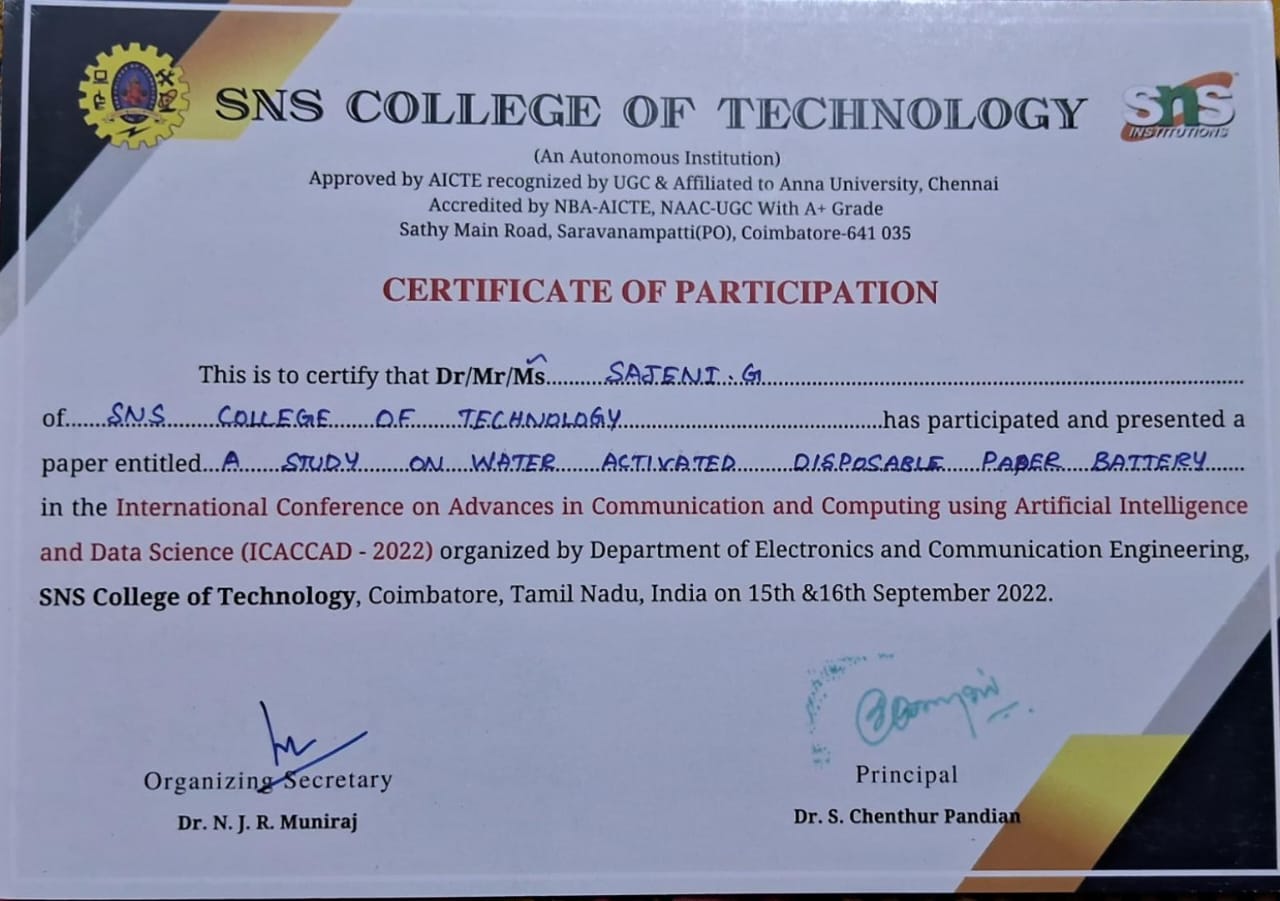 SNS COLLEGE OF TECHNOLOGY
SNS INSTITUTIONS
(An Autonomous Institution)
Approved by AICTE recognized by UGC & Affiliated to Anna University, Chennai
Accredited by NBA-AICTE, NAAC-UGC With A+ Grade
Sathy Main Road, Saravanampatti(PO), Coimbatore-641 035
CERTIFICATE OF PARTICIPATION
This is to certify that Dr/Mr/Ms.......... SAJENI. G ..........
of....... SNS COLLEGE OF TECHNOLOGY ..........has participated and presented a
paper entitled... A STUDY ON WATER ACTIVATED DISPOSABLE PAPER BATTERY .......
in the International Conference on Advances in Communication and Computing using Artificial Intelligence
and Data Science (ICACCAD - 2022) organized by Department of Electronics and Communication Engineering,
SNS College of Technology, Coimbatore, Tamil Nadu, India on 15th &16th September 2022.
Organizing Secretary
Dr. N. J. R. Muniraj
Principal
Dr. S. Chenthur Pandian